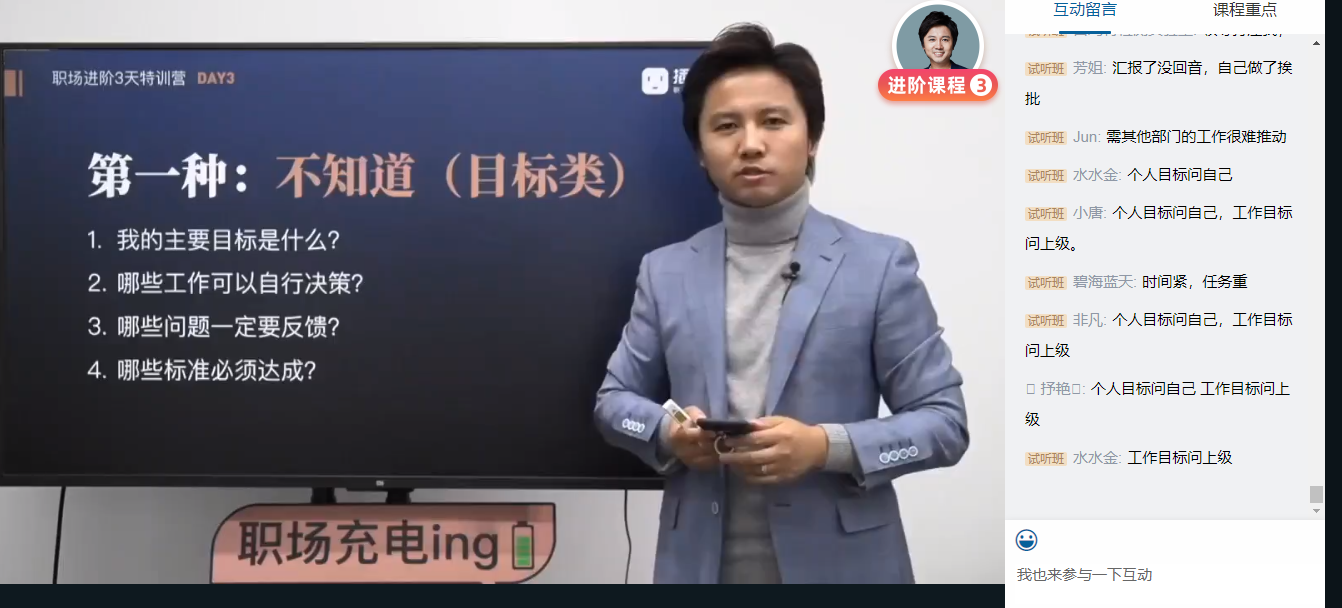 职场进阶3天特训营 DAY3
第一种：不知道（目标类）
1. 我的主要目标是什么？
2. 哪些工作可以自行决策？
3. 哪些问题一定要反馈？
4. 哪些标准必须达成？
职场充电ing
进阶课程 3
互动留言
课程重点
试听班 芳姐: 汇报了没回音，自己做了挨
批
试听班 Jun: 需其他部门的工作很难推动
试听班 水水金: 个人目标问自己
试听班 小唐: 个人目标问自己，工作目标
问上级。
试听班 碧海蓝天: 时间紧，任务重
试听班 非凡: 个人目标问自己，工作目标
问上级
抒艳: 个人目标问自己 工作目标问上
级
试听班 水水金: 工作目标问上级
我也来参与一下互动